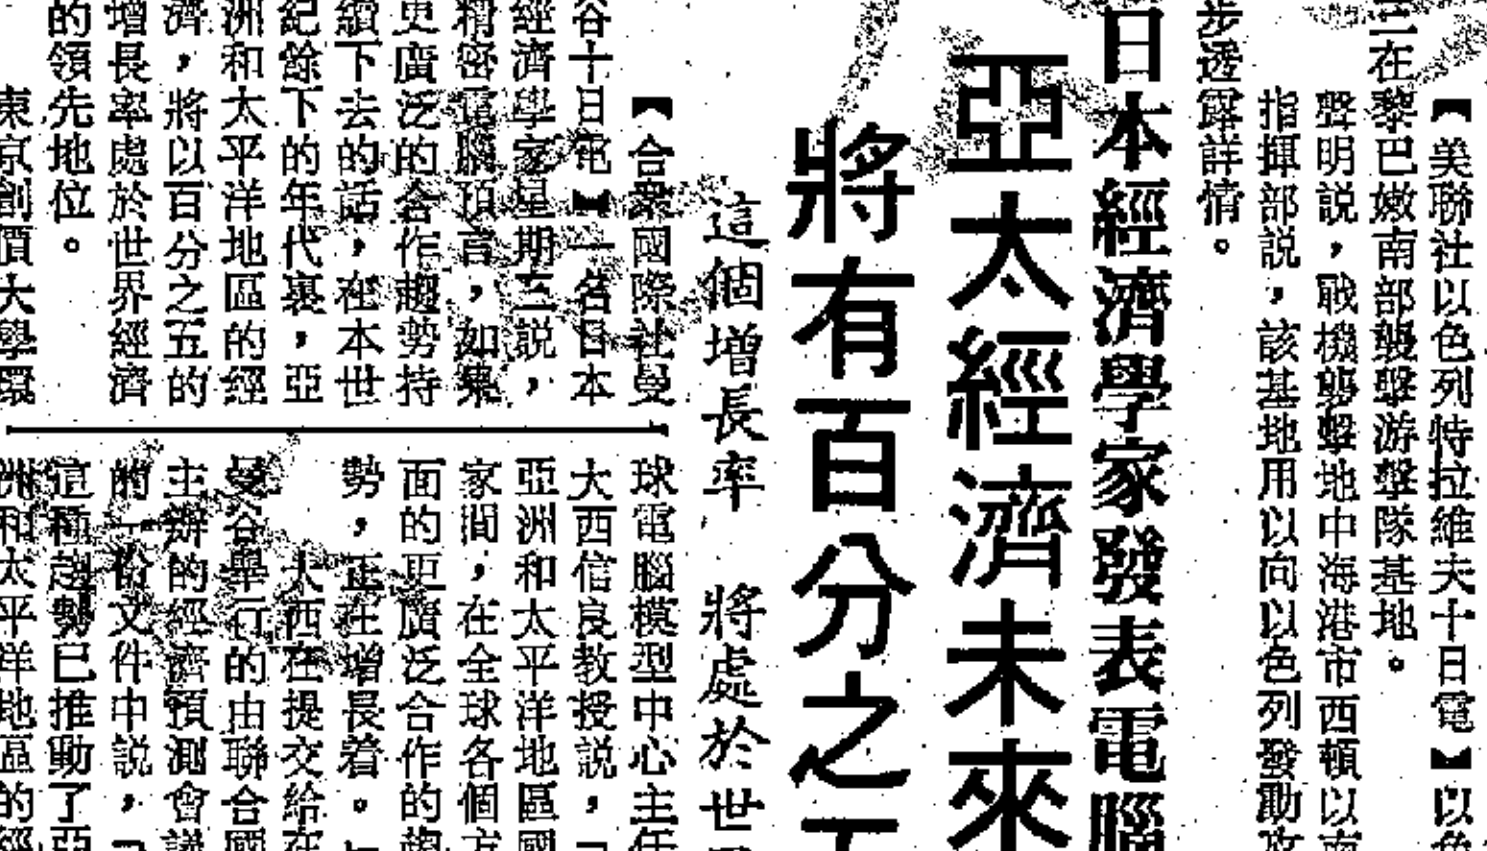 【美聯社以色列特拉維夫十日電】以色
三在黎巴嫩南部襲擊游擊隊基地。
聲明説，戰機襲擊地中海港市西頓以南
指揮部説，該基地用以向以色列發動攻
步透露詳情。
日本經濟學家發表電腦
亞太經濟未來
將有百分之五
這個增長率 將處於世界
【合衆國際社曼
谷十日電】一名日本
經濟學家星期三説，
精密電腦預言，如果
更廣泛的合作趨勢持
續下去的話，在本世
紀餘下的年代裏，亞
洲和太平洋地區的經
濟，將以百分之五的
增長率處於世界經濟
的領先地位。
東京創價大學環
球電腦模型中心主任
大西信良教授説，「
亞洲和太平洋地區國
家間，在全球各個方
面的更廣泛合作的趨
勢，正在增長着。」
大西在提交給在
曼谷舉行的由聯合國
主辦的經濟預測會議
的一份文件中説，「
這種趨勢已推動了亞
洲和太平洋地區的經